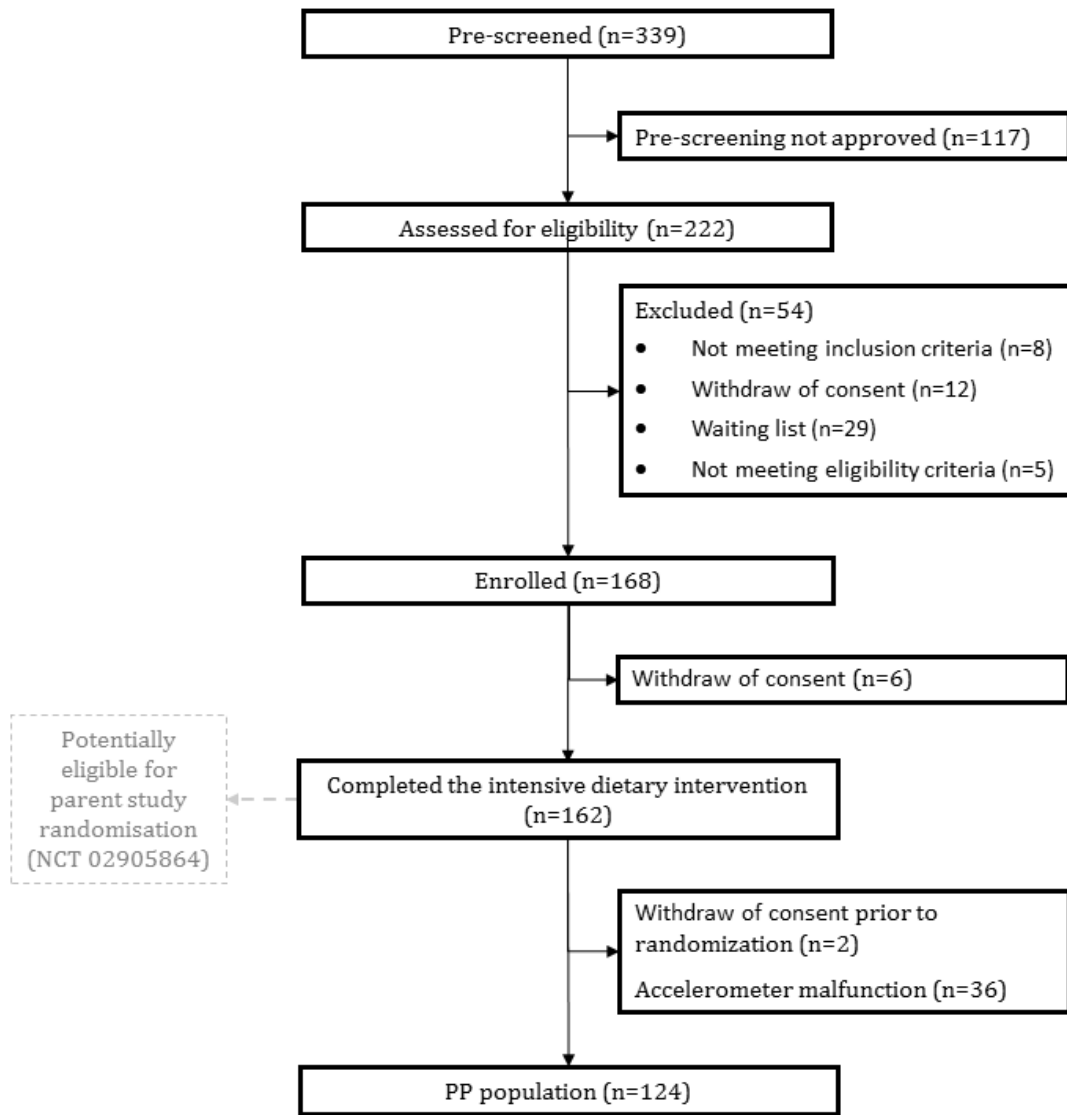 Pre-screened (n=339)
Pre-screening not approved (n=117)
Assessed for eligibility (n=222)
Excluded (n=54)
• Not meeting inclusion criteria (n=8)
• Withdraw of consent (n=12)
• Waiting list (n=29)
• Not meeting eligibility criteria (n=5)
Enrolled (n=168)
Withdraw of consent (n=6)
Potentially
eligible for
parent study
randomisation
(NCT 02905864)
Completed the intensive dietary intervention
(n=162)
Withdraw of consent prior to
randomization (n=2)
Accelerometer malfunction (n=36)
PP population (n=124)